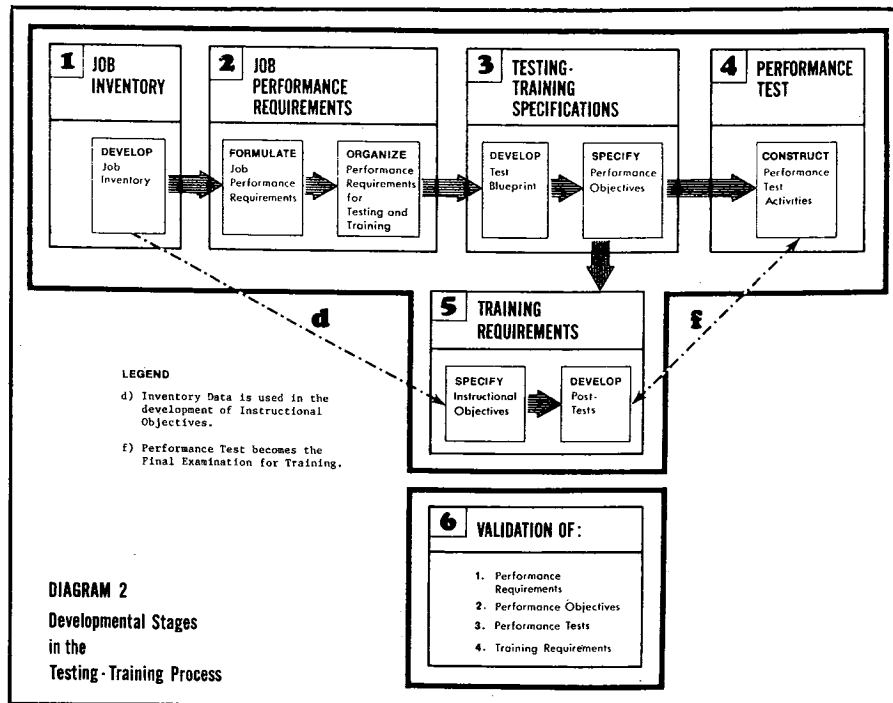 1 JOB
INVENTORY
DEVELOP
Job
Inventory
2 JOB
PERFORMANCE
REQUIREMENTS
FORMULATE
Job
Performance
Requirements
ORGANIZE
Performance
Requirements
for
Testing and
Training
3 TESTING-
TRAINING
SPECIFICATIONS
DEVELOP
Test
Blueprint
SPECIFY
Performance
Objectives
4 PERFORMANCE
TEST
CONSTRUCT
Performance
Test
Activities
d
f
5 TRAINING
REQUIREMENTS
SPECIFY
Instructional
Objectives
DEVELOP
Post-
Tests
LEGEND
d) Inventory Data is used in the
development of Instructional
Objectives.
f) Performance Test becomes the
Final Examination for Training.
6 VALIDATION OF:
1. Performance
Requirements
2. Performance Objectives
3. Performance Tests
4. Training Requirements
DIAGRAM 2
Developmental Stages
in the
Testing-Training Process